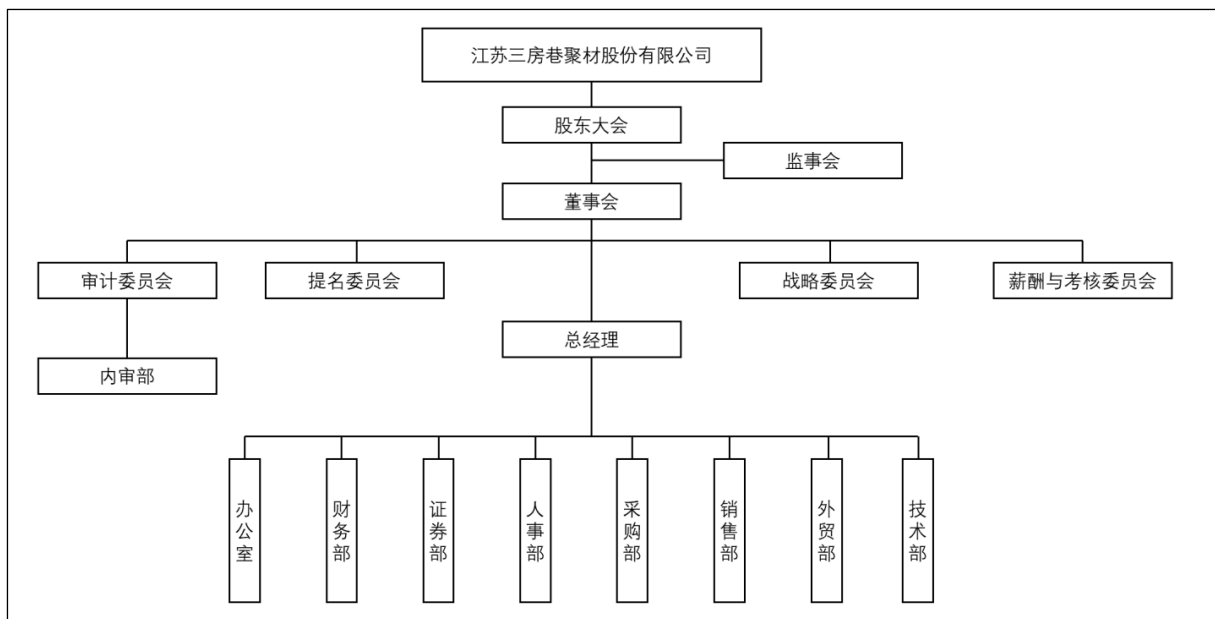 江苏三房巷聚材股份有限公司
股东大会
监事会
董事会
审计委员会
提名委员会
战略委员会
薪酬与考核委员会
总经理
内审部
办公室
财务部
证券部
人事部
采购部
销售部
外贸部
技术部